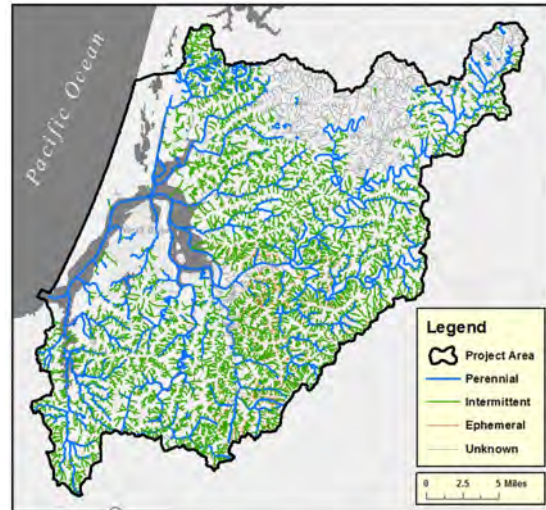 Pacific Ocean
Legend
Project Area
Perennial
Intermittent
Ephemeral
Unknown
0 2.5 5 Miles